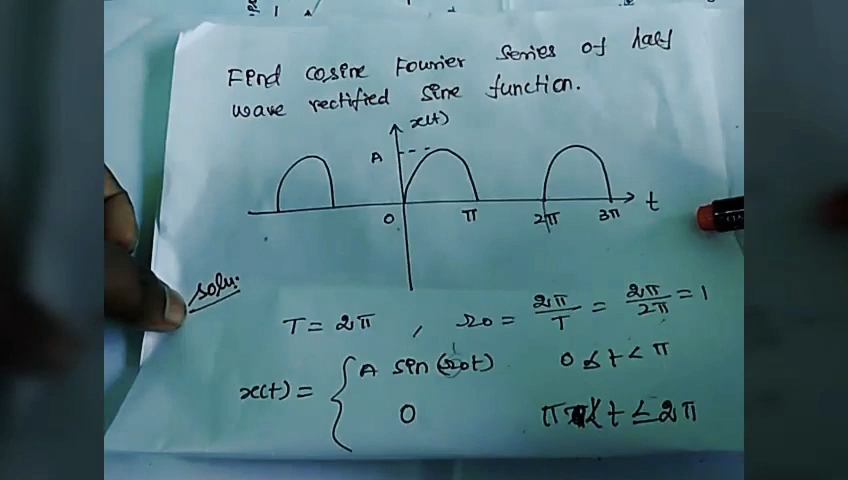 Find cosine Fourier Series of half
wave rectified sine function.
x(t)
A
0 π 2π 3π t
Solu:
T = 2π , Ω0 = 2π/T = 2π/2π = 1
x(t) = { A sin (Ω0t) 0 ≤ t < π
0 π < t ≤ 2π